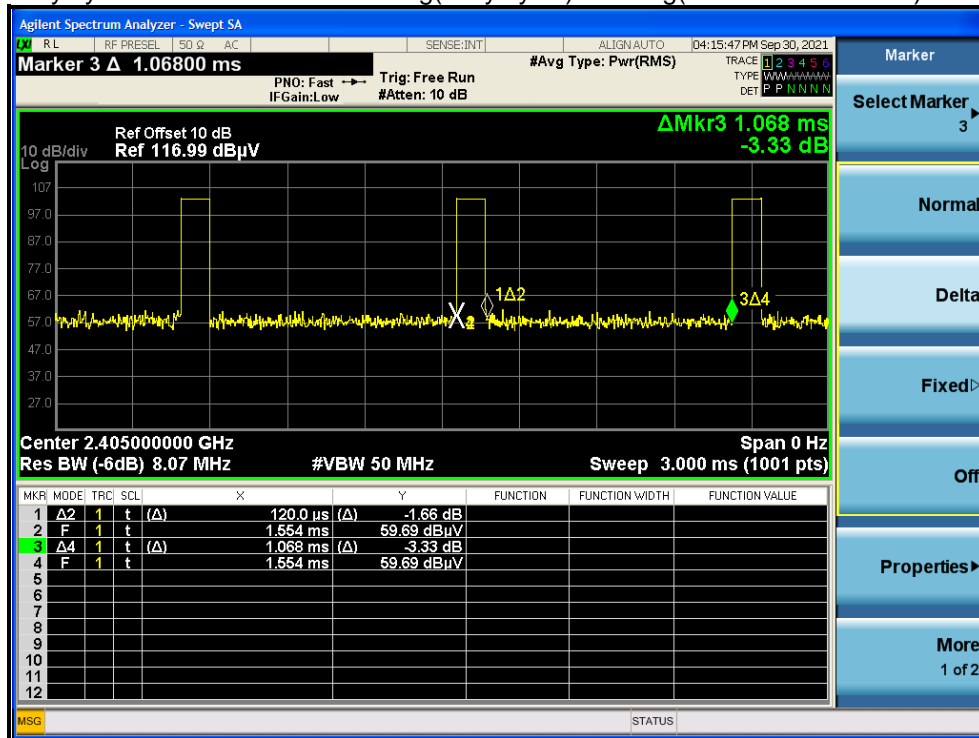 Agilent Spectrum Analyzer - Swept SA
LXI RL RF PRESEL 50 Ω AC SENSE:INT ALIGN AUTO 04:15:47 PM Sep 30, 2021
Marker 3 Δ 1.06800 ms
PNO: Fast
IFGain:Low
Trig: Free Run
#Atten: 10 dB
#Avg Type: Pwr(RMS)
TRACE 1 2 3 4 5 6
TYPE
DET P P N N N N
ΔMkr3 1.068 ms
-3.33 dB
Ref Offset 10 dB
10 dB/div Ref 116.99 dBµV
Log
107
97.0
87.0
77.0
67.0
57.0
47.0
37.0
27.0
1Δ2
3Δ4
Center 2.405000000 GHz Span 0 Hz
Res BW (-6dB) 8.07 MHz #VBW 50 MHz Sweep 3.000 ms (1001 pts)
MKR MODE TRC SCL X Y FUNCTION FUNCTION WIDTH FUNCTION VALUE
1 Δ2 1 t (Δ) 120.0 µs (Δ) -1.66 dB
2 F 1 t 1.554 ms 59.69 dBµV
3 Δ4 1 t (Δ) 1.068 ms (Δ) -3.33 dB
4 F 1 t 1.554 ms 59.69 dBµV
5
6
7
8
9
10
11
12
MSG STATUS
Marker
Select Marker
3
Normal
Delta
Fixed
Off
Properties
More
1 of 2